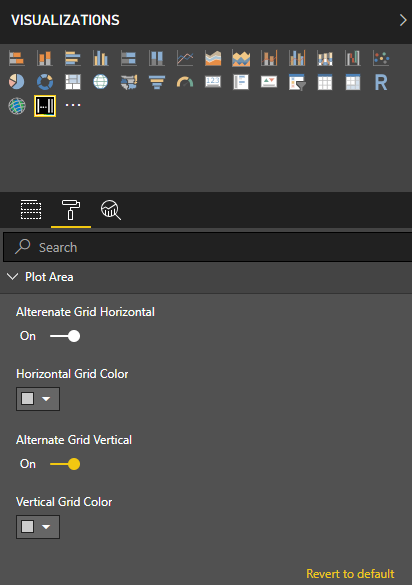 VISUALIZATIONS
123
R
Search
Plot Area
Alterenate Grid Horizontal
On
Horizontal Grid Color
Alternate Grid Vertical
On
Vertical Grid Color
Revert to default